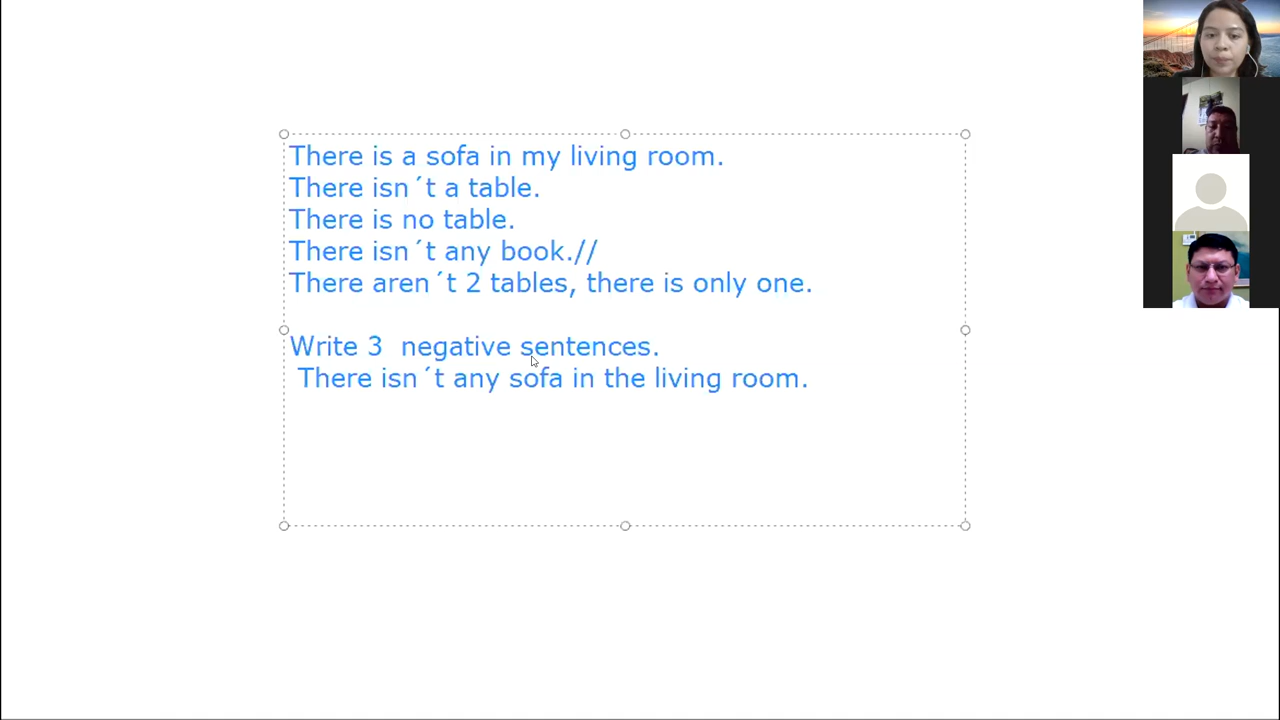 There is a sofa in my living room.
There isn´t a table.
There is no table.
There isn´t any book.//
There aren´t 2 tables, there is only one.
Write 3  negative sentences.
There isn´t any sofa in the living room.